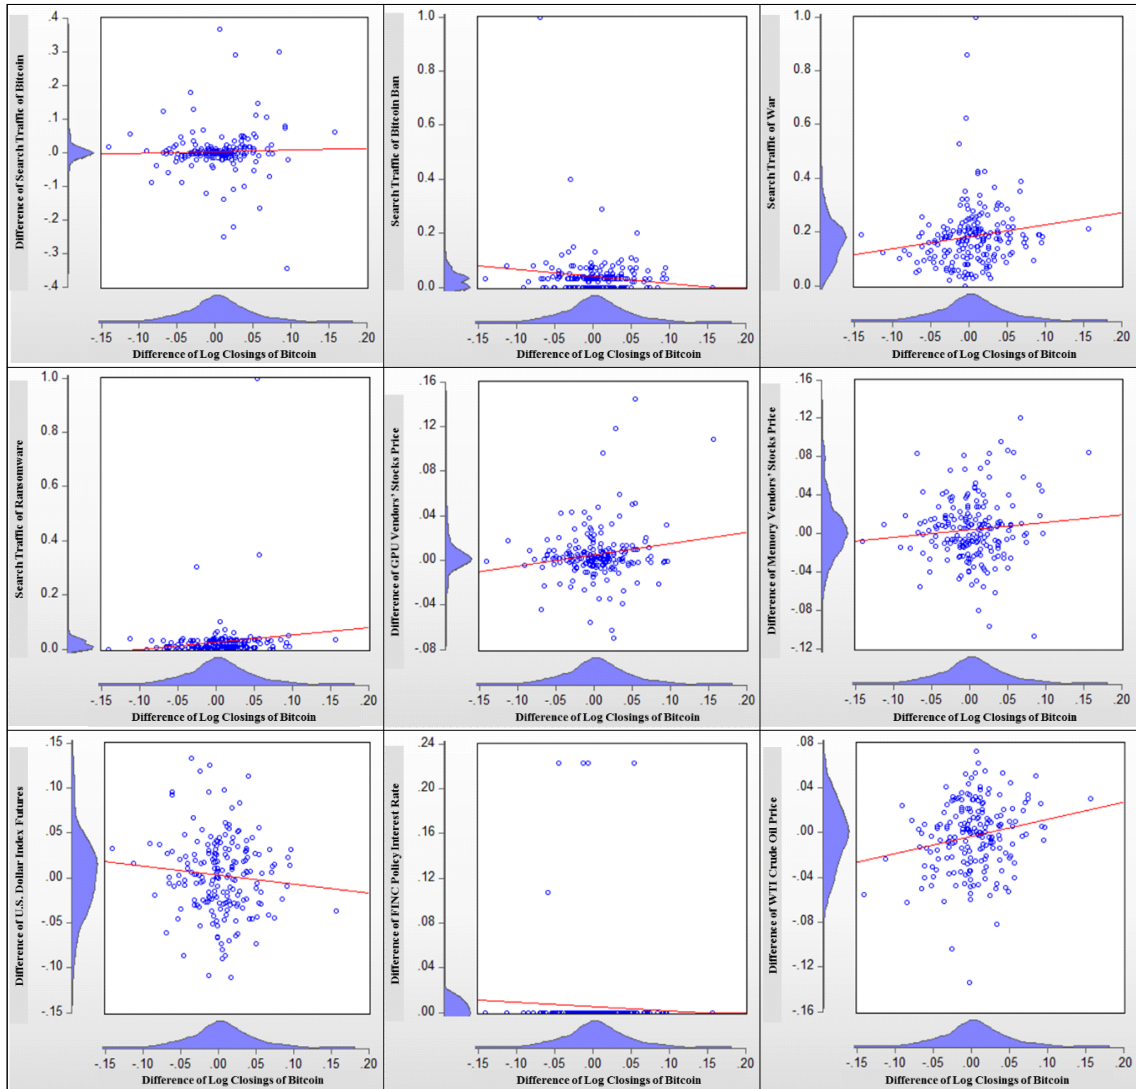 Difference of Search Traffic of Bitcoin
.4
.3
.2
.1
.0
-.1
-.2
-.3
-.4
-.15 -.10 -.05 .00 .05 .10 .15 .20
Difference of Log Closings of Bitcoin
Search Traffic of Bitcoin Ban
1.0
0.8
0.6
0.4
0.2
0.0
-.15 -.10 -.05 .00 .05 .10 .15 .20
Difference of Log Closings of Bitcoin
Search Traffic of War
1.0
0.8
0.6
0.4
0.2
0.0
-.15 -.10 -.05 .00 .05 .10 .15 .20
Difference of Log Closings of Bitcoin
Search Traffic of Ransomware
1.0
0.8
0.6
0.4
0.2
0.0
-.15 -.10 -.05 .00 .05 .10 .15 .20
Difference of Log Closings of Bitcoin
Difference of GPU Vendors' Stocks Price
.16
.12
.08
.04
.00
-.04
-.08
-.15 -.10 -.05 .00 .05 .10 .15 .20
Difference of Log Closings of Bitcoin
Difference of Memory Vendors' Stocks Price
.16
.12
.08
.04
.00
-.04
-.08
-.12
-.15 -.10 -.05 .00 .05 .10 .15 .20
Difference of Log Closings of Bitcoin
Difference of U.S. Dollar Index Futures
.15
.10
.05
.00
-.05
-.10
-.15
-.15 -.10 -.05 .00 .05 .10 .15 .20
Difference of Log Closings of Bitcoin
Difference of FINC Policy Interest Rate
.24
.20
.16
.12
.08
.04
.00
-.15 -.10 -.05 .00 .05 .10 .15 .20
Difference of Log Closings of Bitcoin
Difference of WTI Crude Oil Price
.08
.04
.00
-.04
-.08
-.12
-.16
-.15 -.10 -.05 .00 .05 .10 .15 .20
Difference of Log Closings of Bitcoin